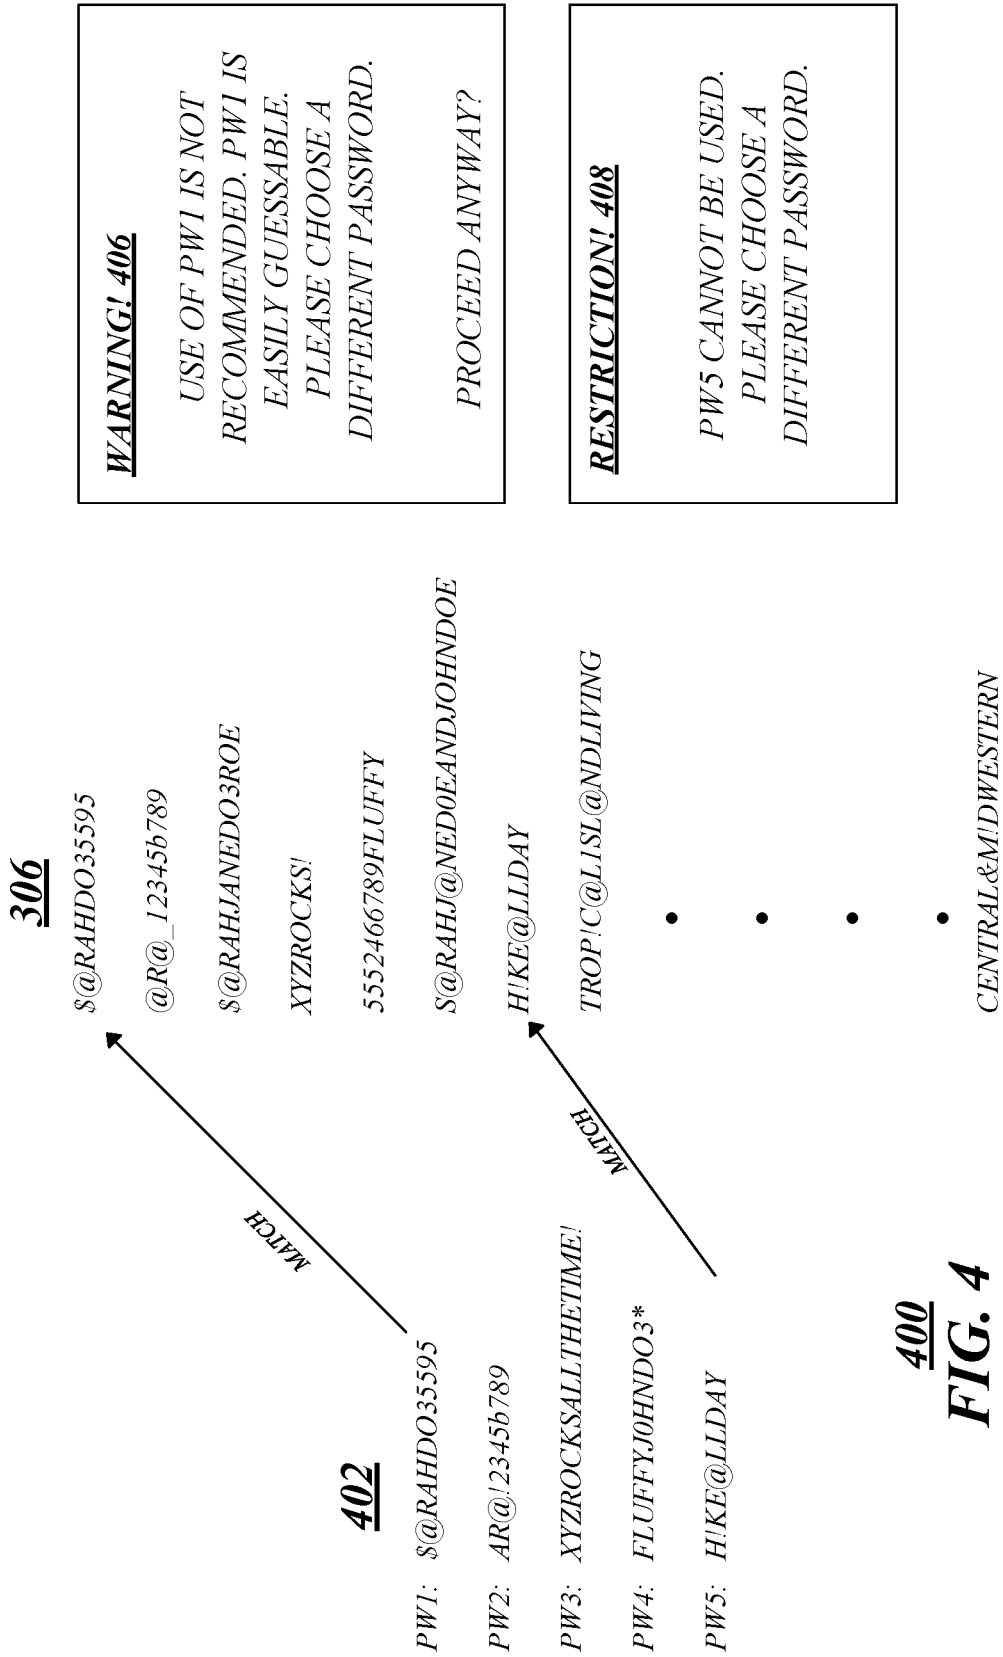 306
$@RAHDO35595
@R@_12345b789
$@RAHJANEDO3ROE
XYZROCKS!
5552466789FLUFFY
S@RAHJ@NED0EANDJOHNDOE
H!KE@LLDAY
TROP!C@L1SL@NDLIVING
CENTRAL&M!DWESTERN
402
PW1: $@RAHDO35595
PW2: AR@!2345b789
PW3: XYZROCKSALLTHETIME!
PW4: FLUFFYJ0HNDO3*
PW5: H!KE@LLDAY
MATCH
MATCH
WARNING! 406
USE OF PW1 IS NOT
RECOMMENDED. PW1 IS
EASILY GUESSABLE.
PLEASE CHOOSE A
DIFFERENT PASSWORD.
PROCEED ANYWAY?
RESTRICTION! 408
PW5 CANNOT BE USED.
PLEASE CHOOSE A
DIFFERENT PASSWORD.
400
FIG. 4